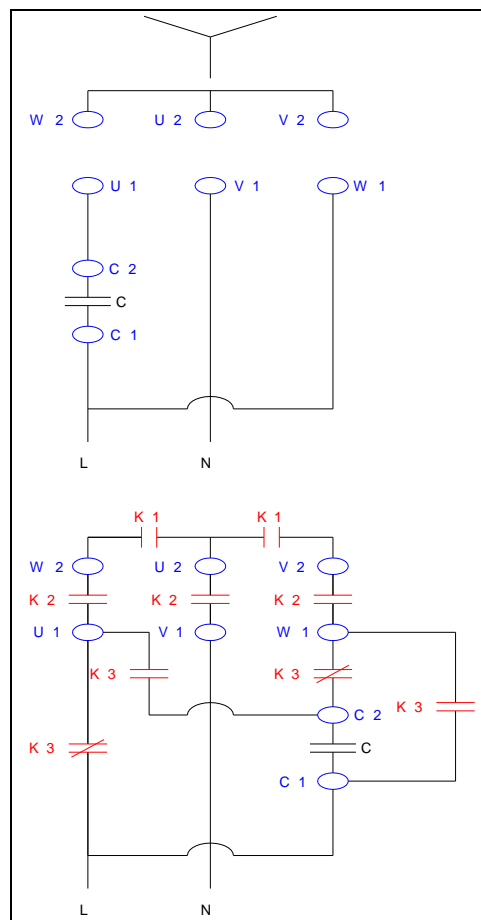 W 2 U 2 V 2
U 1 V 1 W 1
C 2
C
C 1
L N
K 1 K 1
W 2 U 2 V 2
K 2 K 2 K 2
U 1 V 1 W 1
K 3 K 3
K 3
C 2
K 3 C
C 1
L N